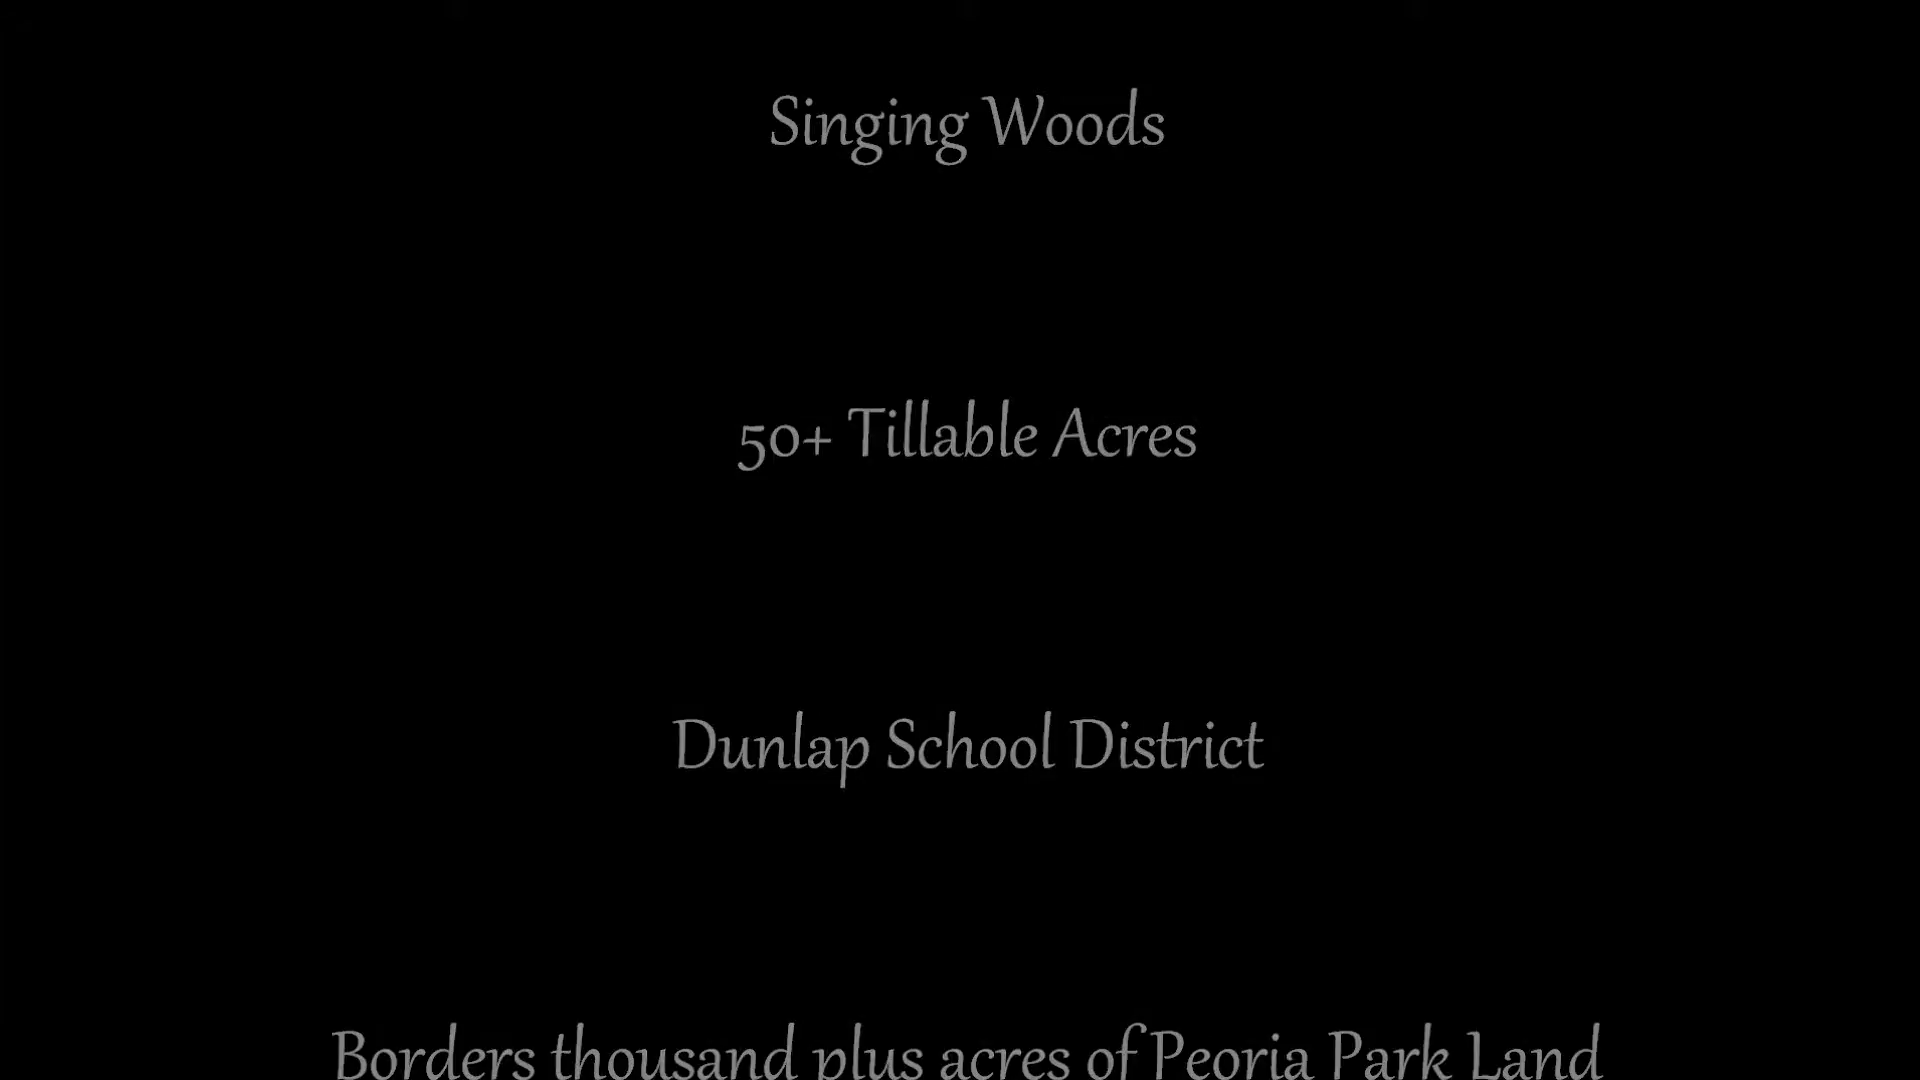 Singing Woods
50+ Tillable Acres
Dunlap School District
Borders thousand plus acres of Peoria Park Land